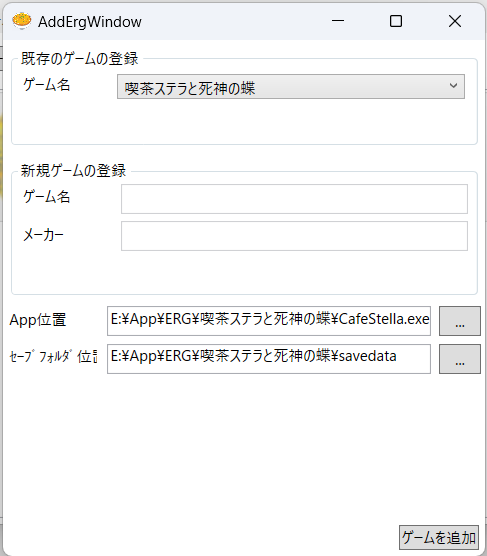 AddErgWindow
既存のゲームの登録
ゲーム名
喫茶ステラと死神の蝶
新規ゲームの登録
ゲーム名
メーカー
App位置
E:¥App¥ERG¥喫茶ステラと死神の蝶¥CafeStella.exe
...
ｾｰﾌﾞﾌｫﾙﾀﾞ位置
E:¥App¥ERG¥喫茶ステラと死神の蝶¥savedata
...
ゲームを追加